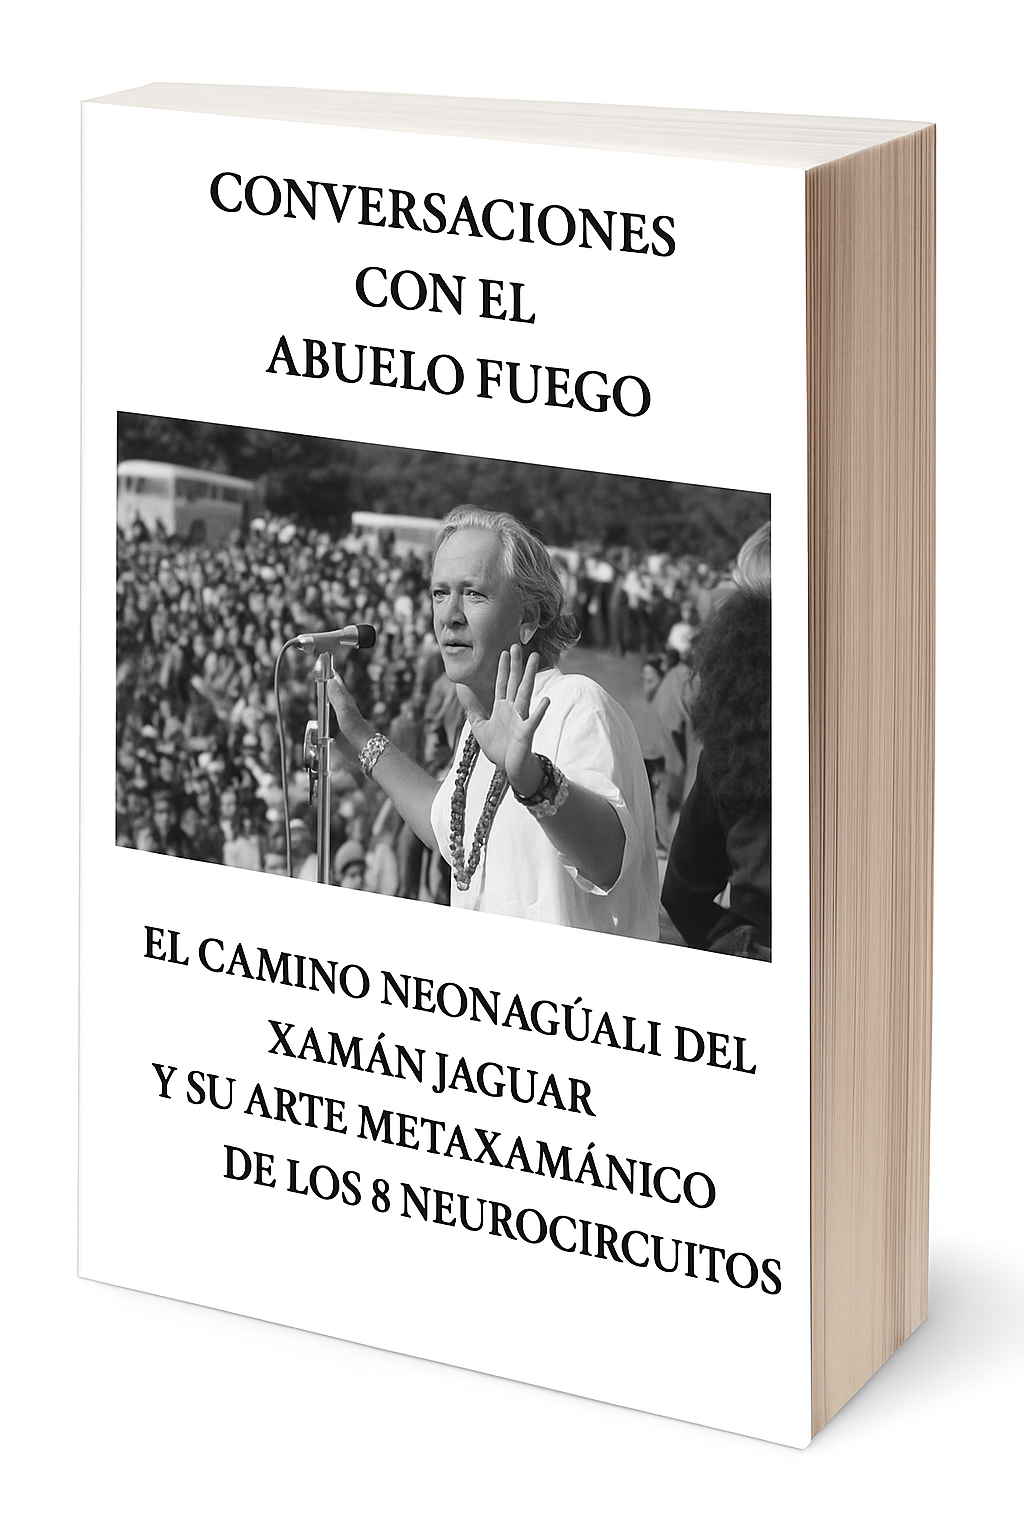 CONVERSACIONES
CON EL
ABUELO FUEGO
EL CAMINO NEONAGÚALI DEL
XAMÁN JAGUAR
Y SU ARTE METAXAMÁNICO
DE LOS 8 NEUROCIRCUITOS